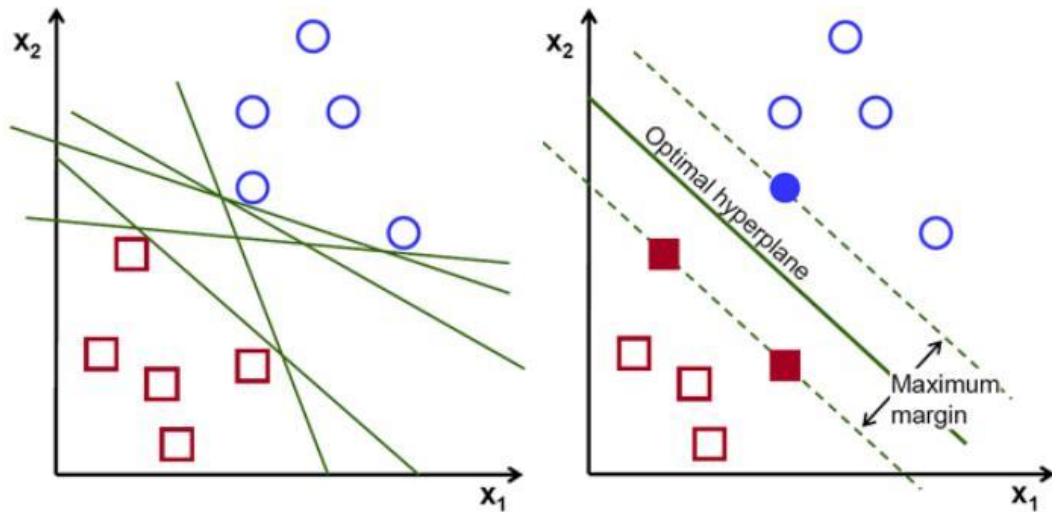 x₂
x₁
x₂
Optimal hyperplane
Maximum
margin
x₁